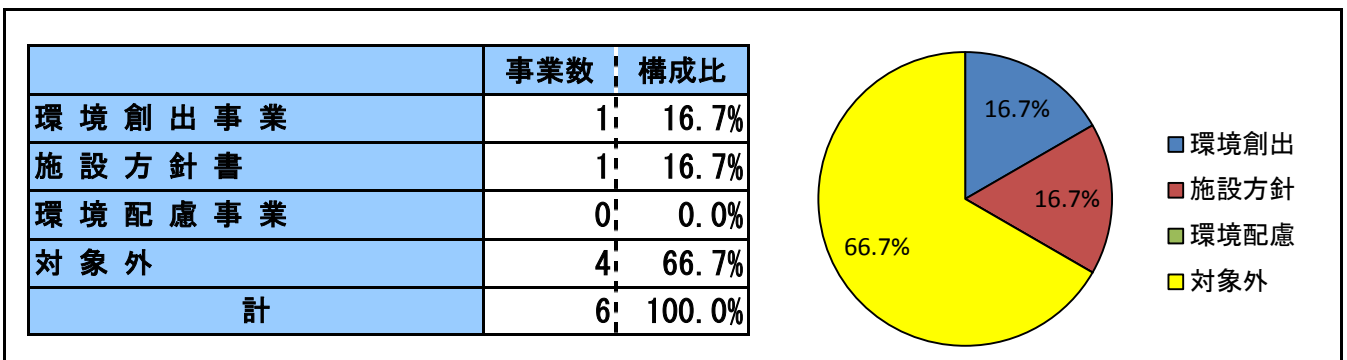 事業数 構成比
環境創出事業 1 16.7%
施設方針書 1 16.7%
環境配慮事業 0 0.0%
対象外 4 66.7%
計 6 100.0%
16.7%
16.7%
66.7%
環境創出
施設方針
環境配慮
対象外